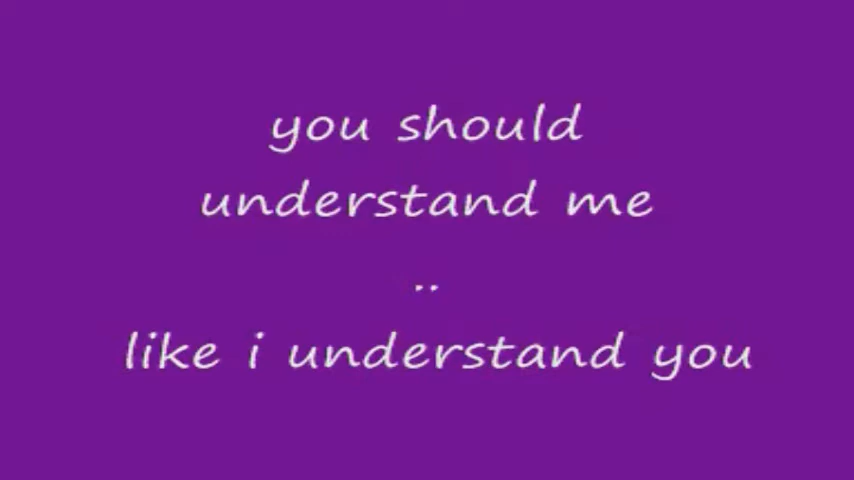 you should
understand me
..
like i understand you